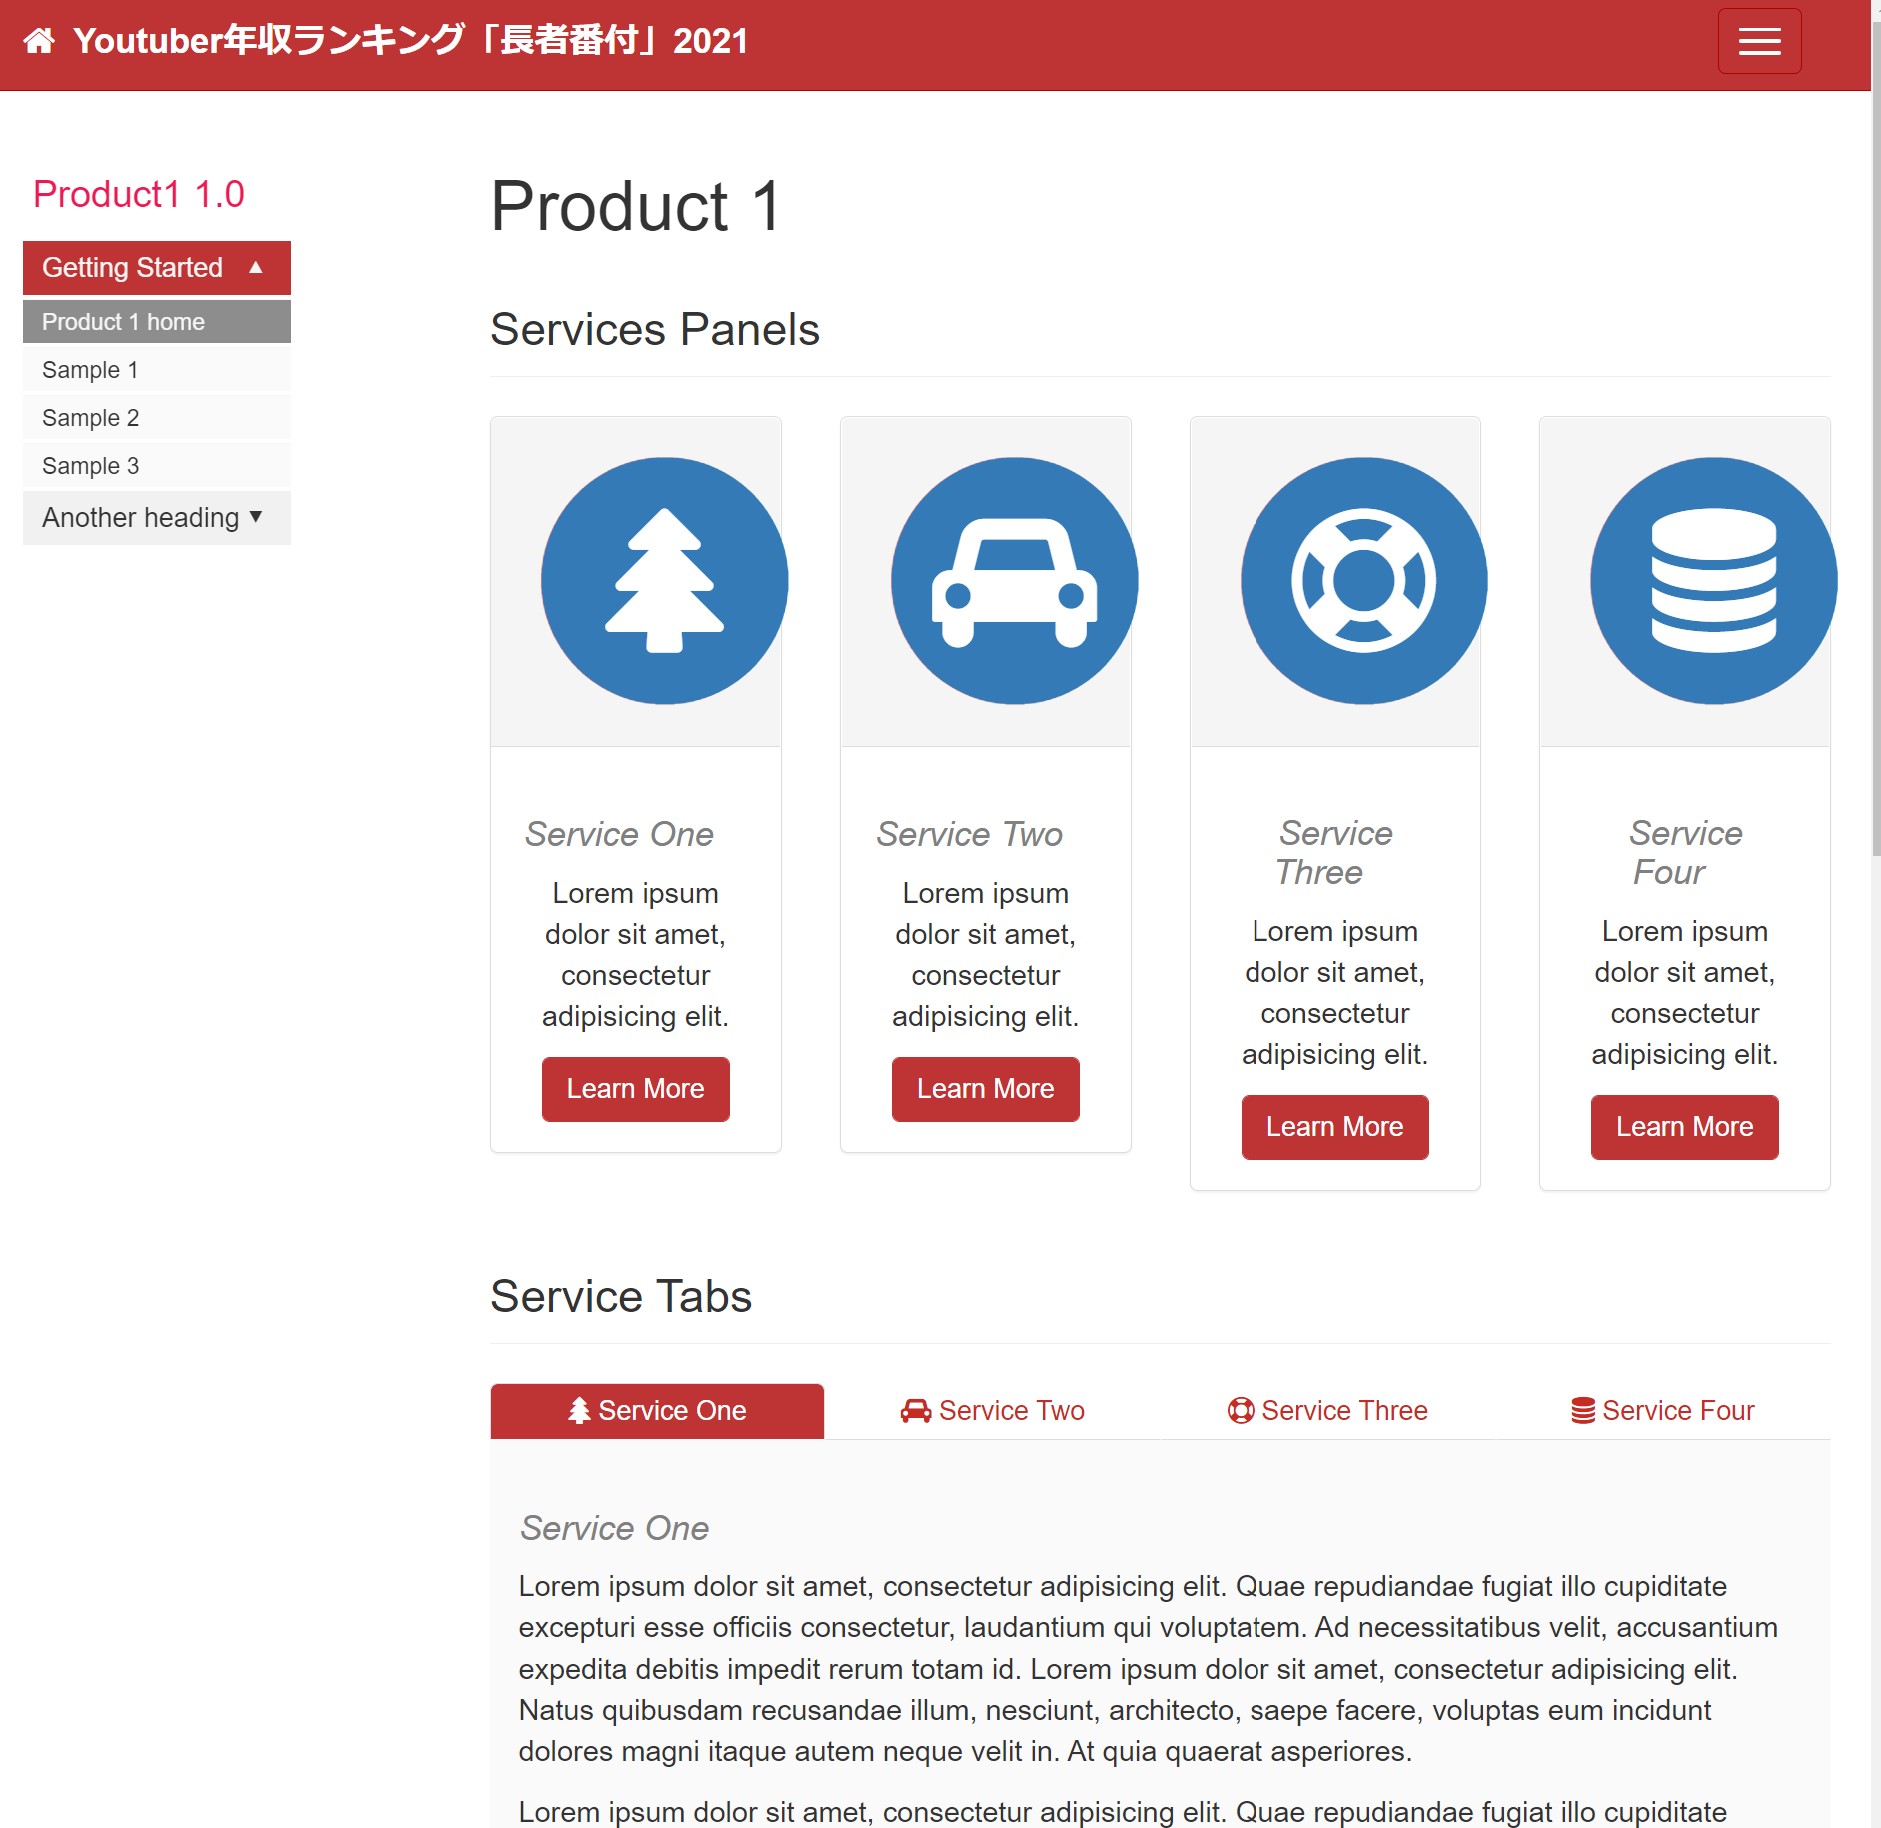 Youtuber年収ランキング「長者番付」2021
Product1 1.0
Getting Started ▲
Product 1 home
Sample 1
Sample 2
Sample 3
Another heading ▼
Product 1
Services Panels
Service One
Lorem ipsum
dolor sit amet,
consectetur
adipisicing elit.
Learn More
Service Two
Lorem ipsum
dolor sit amet,
consectetur
adipisicing elit.
Learn More
Service
Three
Lorem ipsum
dolor sit amet,
consectetur
adipisicing elit.
Learn More
Service
Four
Lorem ipsum
dolor sit amet,
consectetur
adipisicing elit.
Learn More
Service Tabs
Service One Service Two Service Three Service Four
Service One
Lorem ipsum dolor sit amet, consectetur adipisicing elit. Quae repudiandae fugiat illo cupiditate
excepturi esse officiis consectetur, laudantium qui voluptatem. Ad necessitatibus velit, accusantium
expedita debitis impedit rerum totam id. Lorem ipsum dolor sit amet, consectetur adipisicing elit.
Natus quibusdam recusandae illum, nesciunt, architecto, saepe facere, voluptas eum incidunt
dolores magni itaque autem neque velit in. At quia quaerat asperiores.
Lorem ipsum dolor sit amet, consectetur adipisicing elit. Quae repudiandae fugiat illo cupiditate